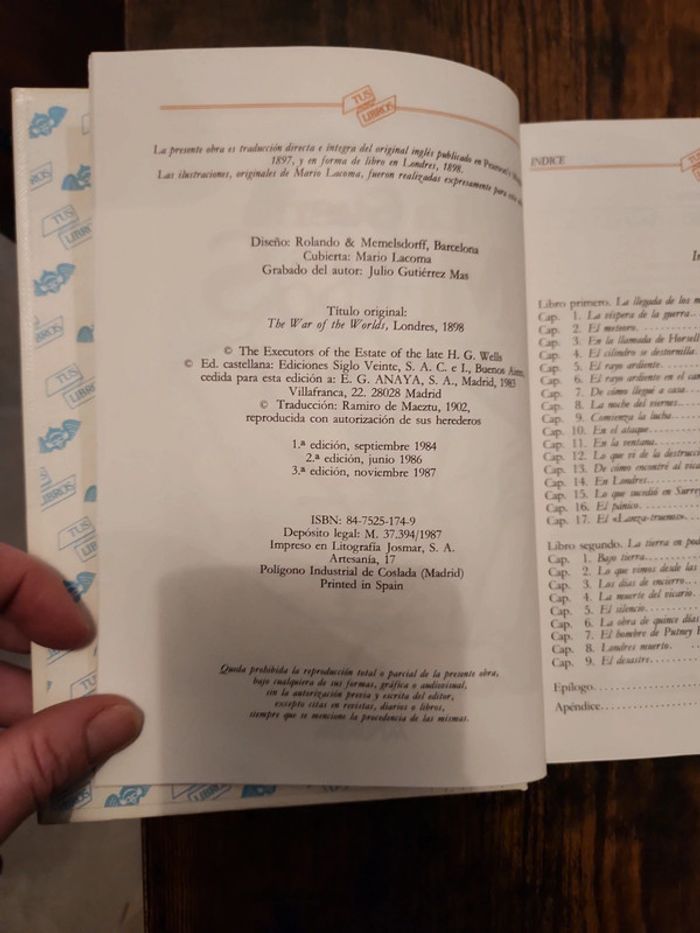 TUS
LIBROS
La presente obra es traducción directa e íntegra del original inglés publicado en
1897, y en forma de libro en Londres, 1898.
Las ilustraciones, originales de Mario Lacoma, fueron realizadas expresamente para esta
Diseño: Rolando & Memelsdorff, Barcelona
Cubierta: Mario Lacoma
Grabado del autor: Julio Gutiérrez Mas
Título original:
The War of the Worlds, Londres, 1898
© The Executors of the Estate of the late H. G. Wells
© Ed. castellana: Ediciones Siglo Veinte, S. A. C. e I., Buenos Aires,
cedida para esta edición a: E. G. ANAYA, S. A., Madrid, 1983
Villafranca, 22. 28028 Madrid
© Traducción: Ramiro de Maeztu, 1902,
reproducida con autorización de sus herederos
1.ª edición, septiembre 1984
2.ª edición, junio 1986
3.ª edición, noviembre 1987
ISBN: 84-7525-174-9
Depósito legal: M. 37.394/1987
Impreso en Litografía Josmar, S. A.
Artesanía, 17
Polígono Industrial de Coslada (Madrid)
Printed in Spain
Queda prohibida la reproducción total o parcial de la presente obra,
bajo cualquiera de sus formas, gráfica o audiovisual,
sin la autorización previa y escrita del editor,
excepto citas en revistas, diarios o libros,
siempre que se mencione la procedencia de las mismas.
INDICE
Libro primero. La llegada de los
Cap. 1. La víspera de la guerra..
Cap. 2. El meteoro.
Cap. 3. En la llamada de Horsell
Cap. 4. El cilindro se destornilla.
Cap. 5. El rayo ardiente.
Cap. 6. El rayo ardiente en el
Cap. 7. De cómo llegué a casa.
Cap. 8. La noche del viernes.
Cap. 9. Comienza la lucha
Cap. 10. En el ataque.
Cap. 11. En la ventana.
Cap. 12. Lo que vi de la
Cap. 13. De cómo encontré al
Cap. 14. En Londres.
Cap. 15. Lo que sucedió en
Cap. 16. El pánico.
Cap. 17. El «Lanza-truenos».
Libro segundo. La tierra en
Cap. 1. Bajo tierra.
Cap. 2. Lo que vimos desde las
Cap. 3. Los días de encierro.
Cap. 4. La muerte del vicario.
Cap. 5. El silencio.
Cap. 6. La obra de quince días
Cap. 7. El hombre de Putney
Cap. 8. Londres muerto.
Cap. 9. El desastre.
Epílogo.
Apéndice.